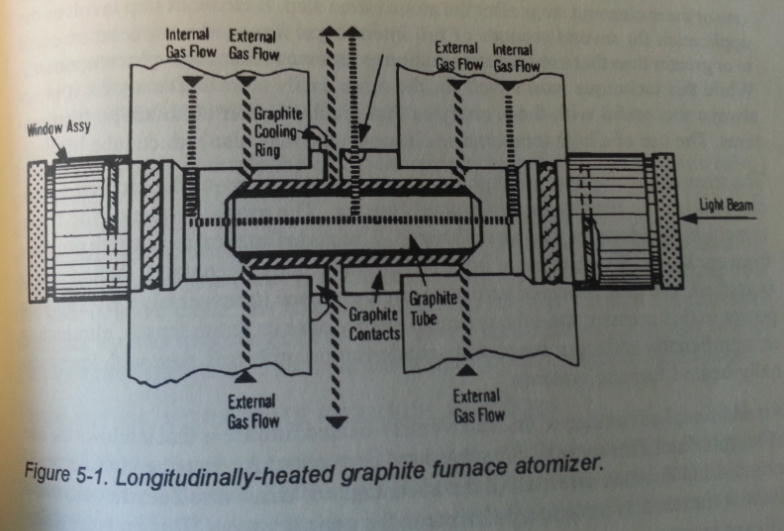 Internal
Gas Flow
External
Gas Flow
External
Gas Flow
Internal
Gas Flow
Graphite
Cooling
Ring
Window Assy
Light Beam
Graphite
Tube
Graphite
Contacts
External
Gas Flow
External
Gas Flow
Figure 5-1. Longitudinally-heated graphite furnace atomizer.